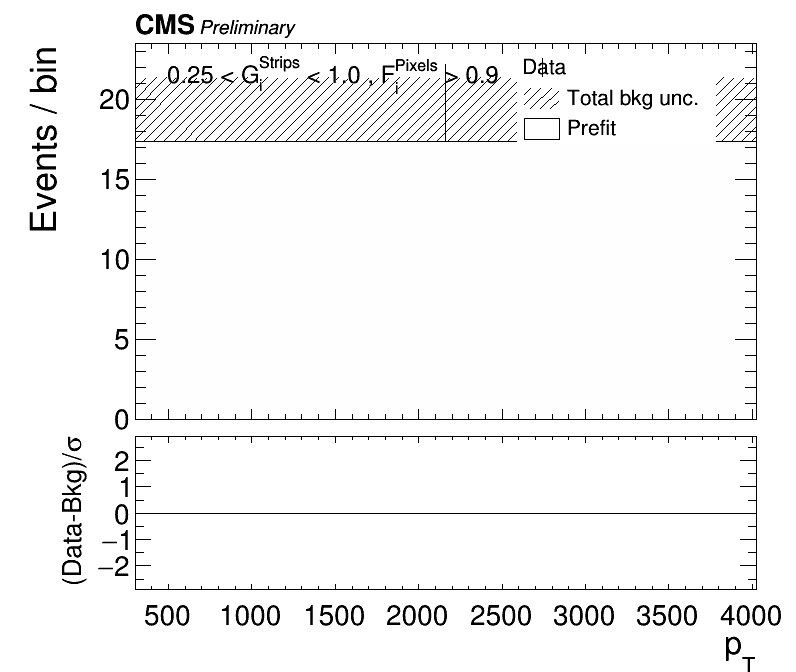 CMS Preliminary
0.25 < G_i^Strips < 1.0 , F_i^Pixels > 0.9
Data
Total bkg unc.
Prefit
Events / bin
20
15
10
5
0
(Data-Bkg)/σ
2
1
0
−1
−2
500 1000 1500 2000 2500 3000 3500 4000
p_T